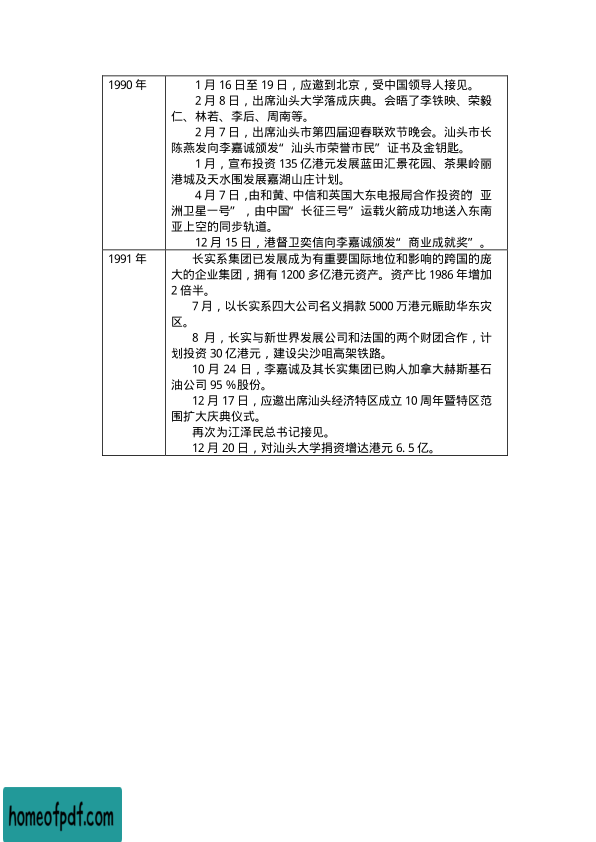 1990 年
1 月 16 日至 19 日，应邀到北京，受中国领导人接见。
2 月 8 日，出席汕头大学落成庆典。会晤了李铁映、荣毅
仁、林若、李后、周南等。
2 月 7 日，出席汕头市第四届迎春联欢节晚会。汕头市长
陈燕发向李嘉诚颁发“汕头市荣誉市民”证书及金钥匙。
1 月，宣布投资 135 亿港元发展蓝田汇景花园、茶果岭丽
港城及天水围发展嘉湖山庄计划。
4 月 7 日，由和黄、中信和英国大东电报局合作投资的“亚
洲卫星一号”，由中国“长征三号”运载火箭成功地送入东南
亚上空的同步轨道。
12 月 15 日，港督卫奕信向李嘉诚颁发“商业成就奖”。
1991 年
长实系集团已发展成为有重要国际地位和影响的跨国的庞
大的企业集团，拥有 1200 多亿港元资产。资产比 1986 年增加
2 倍半。
7 月，以长实系四大公司名义捐款 5000 万港元赈助华东灾
区。
8 月，长实与新世界发展公司和法国的两个财团合作，计
划投资 30 亿港元，建设尖沙咀高架铁路。
10 月 24 日，李嘉诚及其长实集团已购人加拿大赫斯基石
油公司 95 %股份。
12 月 17 日，应邀出席汕头经济特区成立 10 周年暨特区范
围扩大庆典仪式。
再次为江泽民总书记接见。
12 月 20 日，对汕头大学捐资增达港元 6. 5 亿。
homeofpdf.com